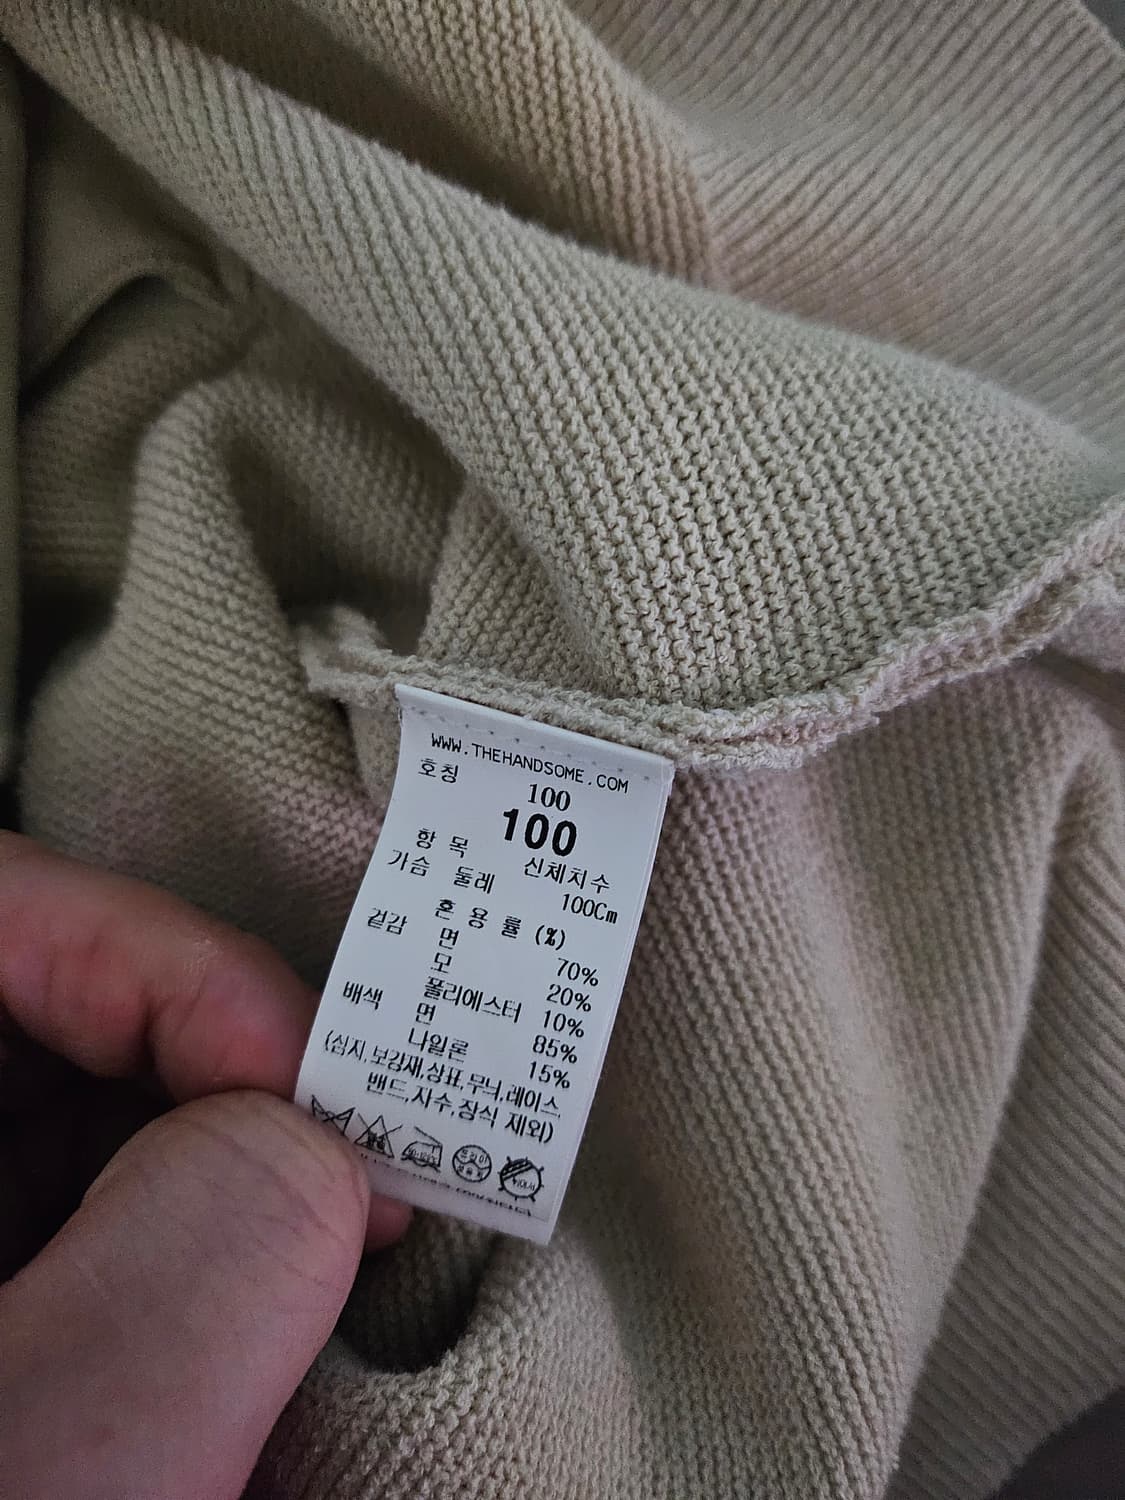 WWW.THEHANDSOME.COM
호칭 100
100
항 목 신체치수
가슴 둘레 100Cm
혼 용 률 (%)
겉감 면 70%
모 20%
폴리에스터 10%
배색 면 85%
나일론 15%
(심지,보강재,상표,무늬,레이스,
밴드,자수,장식 제외)